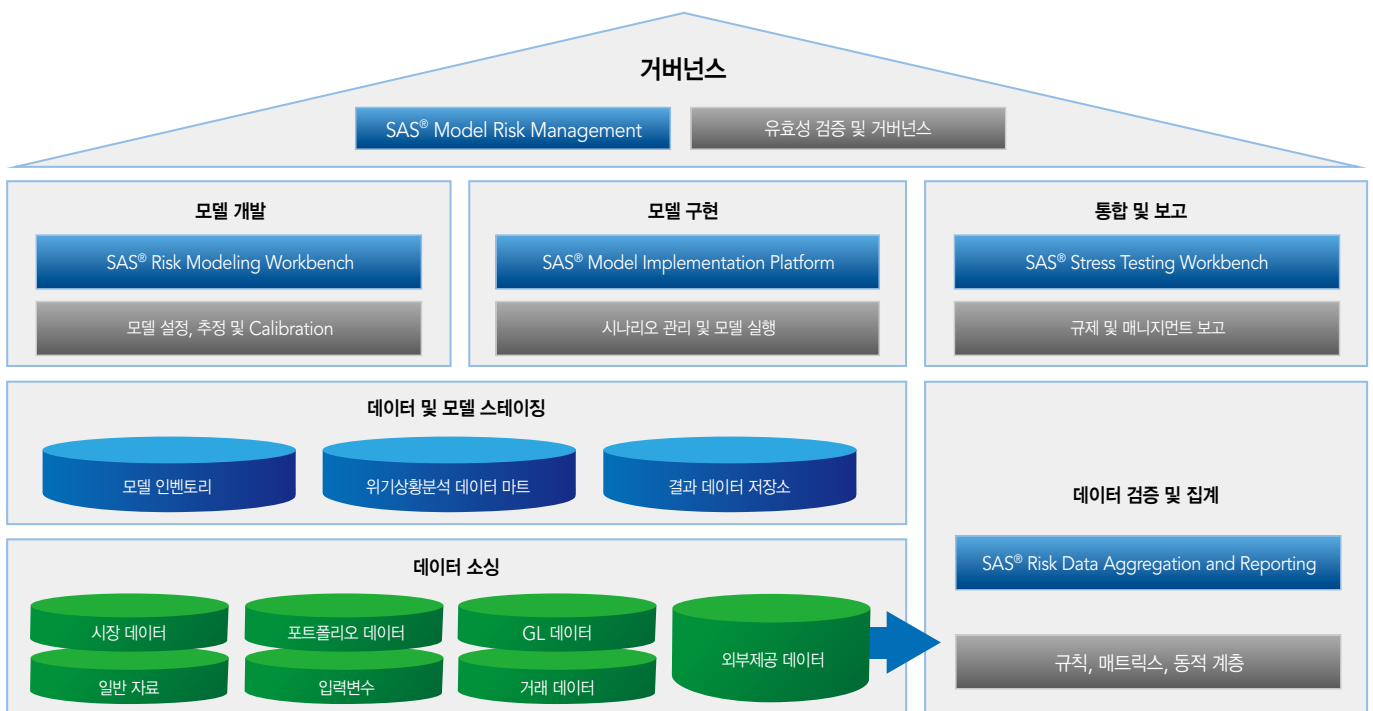 거버넌스
SAS® Model Risk Management
유효성 검증 및 거버넌스
모델 개발
SAS® Risk Modeling Workbench
모델 설정, 추정 및 Calibration
모델 구현
SAS® Model Implementation Platform
시나리오 관리 및 모델 실행
통합 및 보고
SAS® Stress Testing Workbench
규제 및 매니지먼트 보고
데이터 및 모델 스테이징
모델 인벤토리
위기상황분석 데이터 마트
결과 데이터 저장소
데이터 소싱
시장 데이터
포트폴리오 데이터
GL 데이터
외부제공 데이터
일반 자료
입력변수
거래 데이터
데이터 검증 및 집계
SAS® Risk Data Aggregation and Reporting
규칙, 매트릭스, 동적 계층